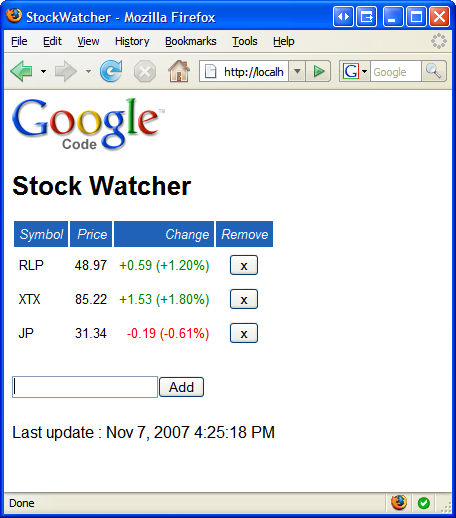 StockWatcher - Mozilla Firefox
File Edit View History Bookmarks Tools Help
http://localh G Google
Google™
Code
Stock Watcher
Symbol Price Change Remove
RLP 48.97 +0.59 (+1.20%) x
XTX 85.22 +1.53 (+1.80%) x
JP 31.34 -0.19 (-0.61%) x
Add
Last update : Nov 7, 2007 4:25:18 PM
Done